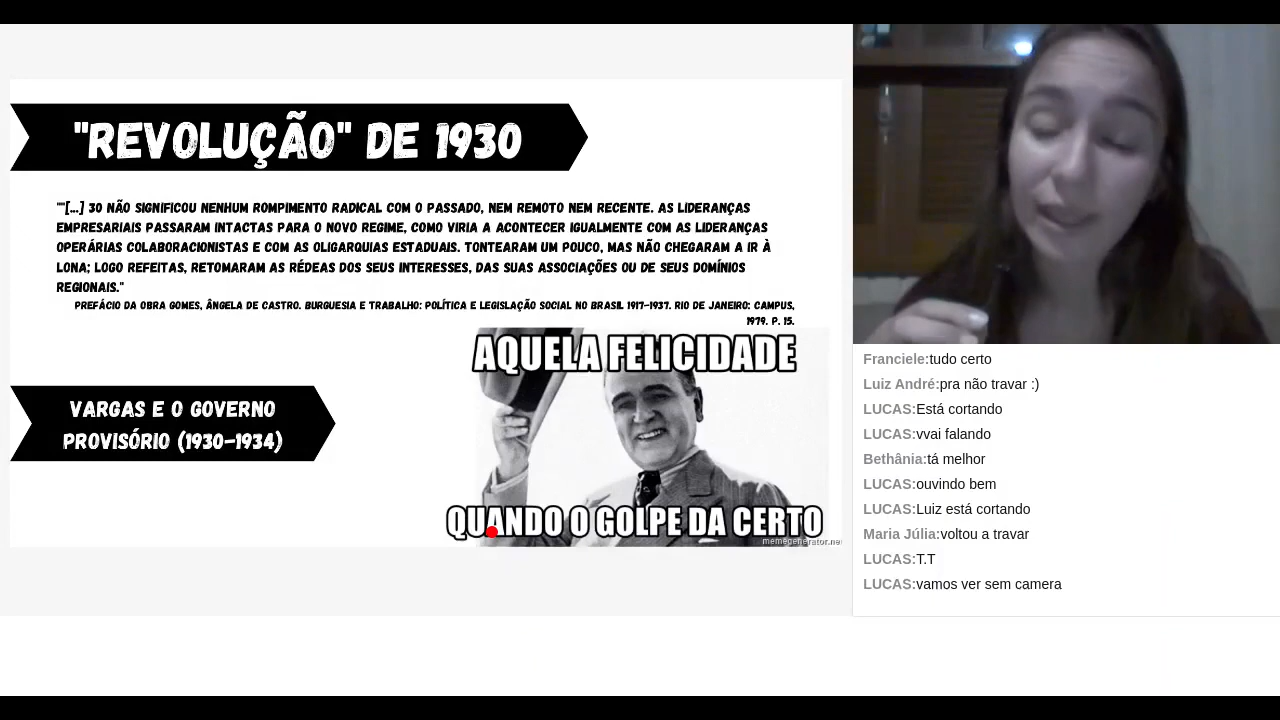 "REVOLUÇÃO" DE 1930
""[...] 30 NÃO SIGNIFICOU NENHUM ROMPIMENTO RADICAL COM O PASSADO, NEM REMOTO NEM RECENTE. AS LIDERANÇAS
EMPRESARIAIS PASSARAM INTACTAS PARA O NOVO REGIME, COMO VIRIA A ACONTECER IGUALMENTE COM AS LIDERANÇAS
OPERÁRIAS COLABORACIONISTAS E COM AS OLIGARQUIAS ESTADUAIS. TONTEARAM UM POUCO, MAS NÃO CHEGARAM A IR À
LONA; LOGO REFEITAS, RETOMARAM AS RÉDEAS DOS SEUS INTERESSES, DAS SUAS ASSOCIAÇÕES OU DE SEUS DOMÍNIOS
REGIONAIS."
PREFÁCIO DA OBRA GOMES, ÂNGELA DE CASTRO. BURGUESIA E TRABALHO: POLÍTICA E LEGISLAÇÃO SOCIAL NO BRASIL 1917-1937. RIO DE JANEIRO: CAMPUS,
1979. P. 15.
AQUELA FELICIDADE
VARGAS E O GOVERNO
PROVISÓRIO (1930-1934)
QUANDO O GOLPE DA CERTO
memegenerator.ne
Franciele:tudo certo
Luiz André:pra não travar :)
LUCAS:Está cortando
LUCAS:vvai falando
Bethânia:tá melhor
LUCAS:ouvindo bem
LUCAS:Luiz está cortando
Maria Júlia:voltou a travar
LUCAS:T.T
LUCAS:vamos ver sem camera